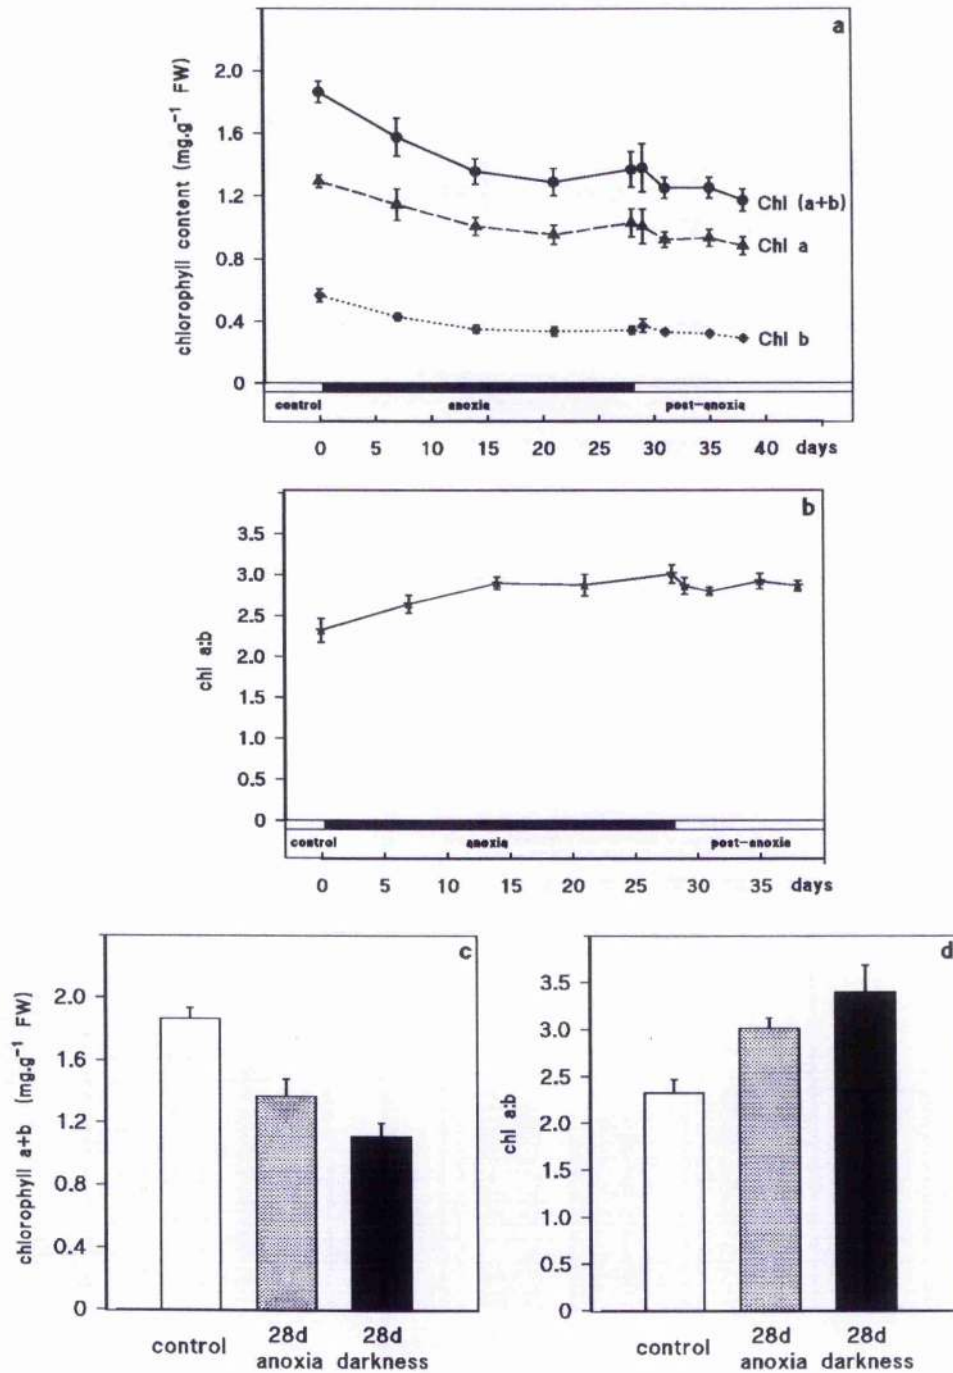 a
chlorophyll content (mg.g⁻¹ FW)
2.0
1.6
1.2
0.8
0.4
0
Chl (a+b)
Chl a
Chl b
control anoxia post-anoxia
0 5 10 15 20 25 30 35 40 days
b
chl a:b
3.5
3.0
2.5
2.0
1.5
1.0
0.5
0
control anoxia post-anoxia
0 5 10 15 20 25 30 35 days
c
chlorophyll a+b (mg.g⁻¹ FW)
2.0
1.6
1.2
0.8
0.4
0
control 28d anoxia 28d darkness
d
chl a:b
3.5
3.0
2.5
2.0
1.5
1.0
0.5
0
control 28d anoxia 28d darkness